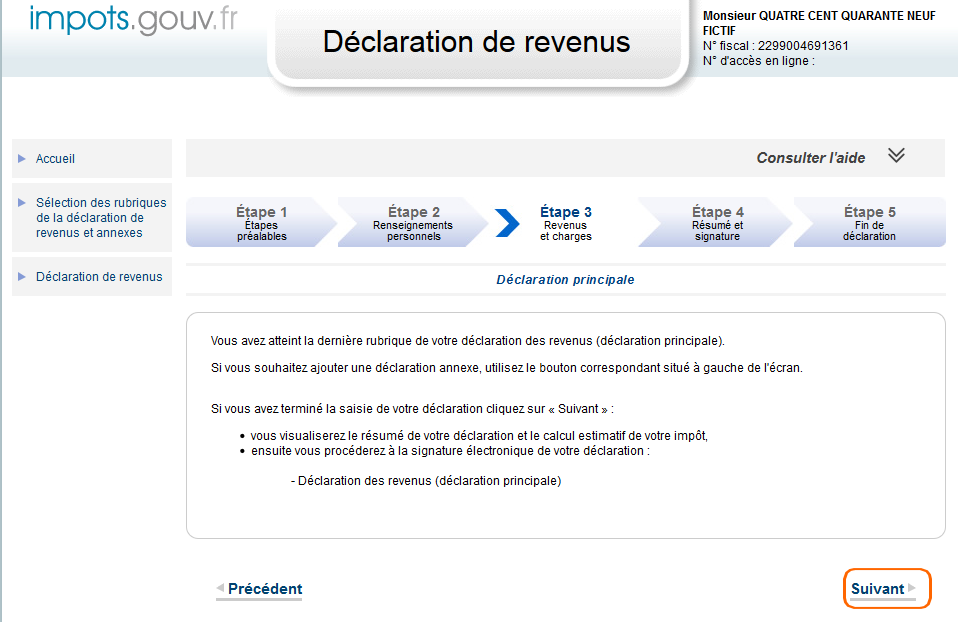 impots.gouv.fr
Déclaration de revenus
Monsieur QUATRE CENT QUARANTE NEUF
FICTIF
N° fiscal : 2299004691361
N° d'accès en ligne :
Accueil
Sélection des rubriques
de la déclaration de
revenus et annexes
Déclaration de revenus
Consulter l'aide
Étape 1
Étapes
préalables
Étape 2
Renseignements
personnels
Étape 3
Revenus
et charges
Étape 4
Résumé et
signature
Étape 5
Fin de
déclaration
Déclaration principale
Vous avez atteint la dernière rubrique de votre déclaration des revenus (déclaration principale).
Si vous souhaitez ajouter une déclaration annexe, utilisez le bouton correspondant situé à gauche de l'écran.
Si vous avez terminé la saisie de votre déclaration cliquez sur « Suivant » :
• vous visualiserez le résumé de votre déclaration et le calcul estimatif de votre impôt,
• ensuite vous procéderez à la signature électronique de votre déclaration :
- Déclaration des revenus (déclaration principale)
Précédent
Suivant